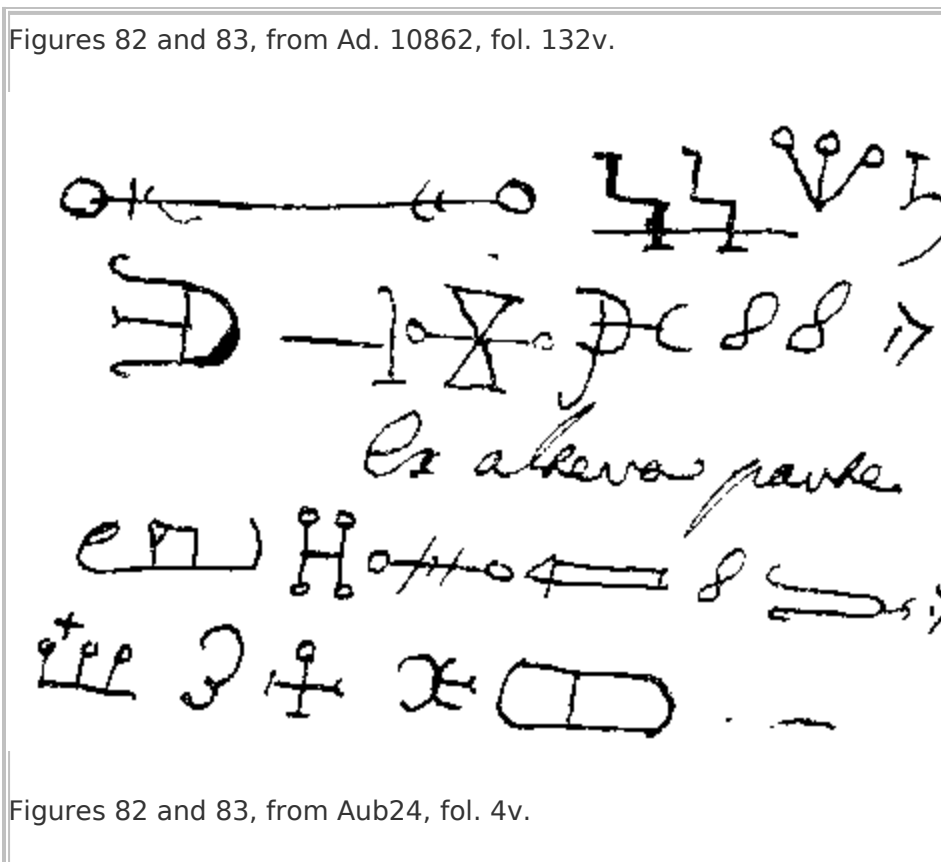 Figures 82 and 83, from Ad. 10862, fol. 132v.
Ex altera parte
Figures 82 and 83, from Aub24, fol. 4v.